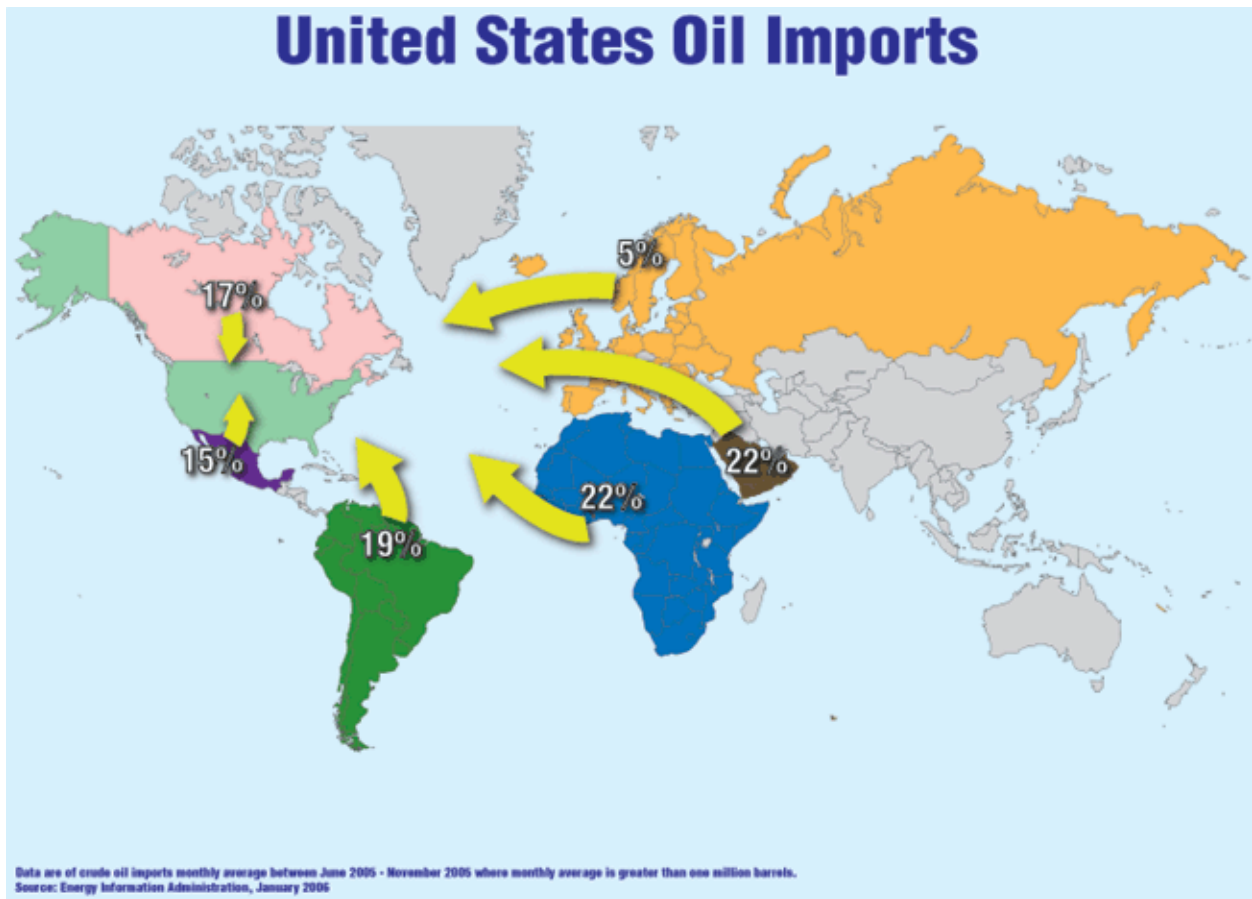 United States Oil Imports
5%
17%
15%
22%
22%
19%
Data are of crude oil imports monthly average between June 2005 - November 2005 where monthly average is greater than one million barrels.
Source: Energy Information Administration, January 2006